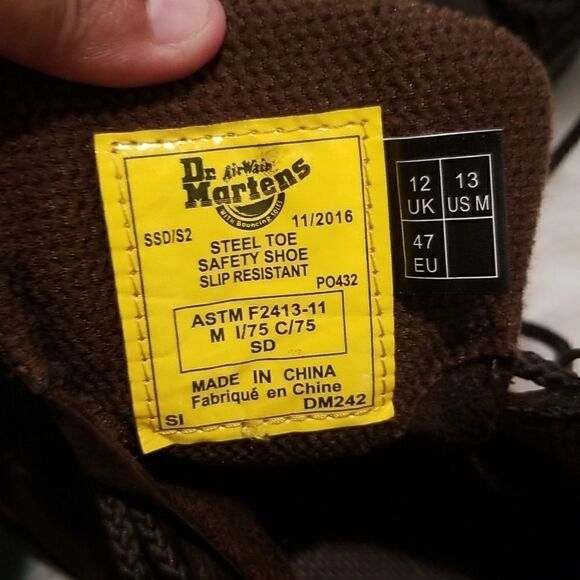 Dr. AirWair
Martens
WITH Bouncing SOLES
SSD/S2
11/2016
STEEL TOE
SAFETY SHOE
SLIP RESISTANT
PO432
ASTM F2413-11
M I/75 C/75
SD
MADE IN CHINA
Fabriqué en Chine
SI
DM242
12 UK
13 US M
47 EU